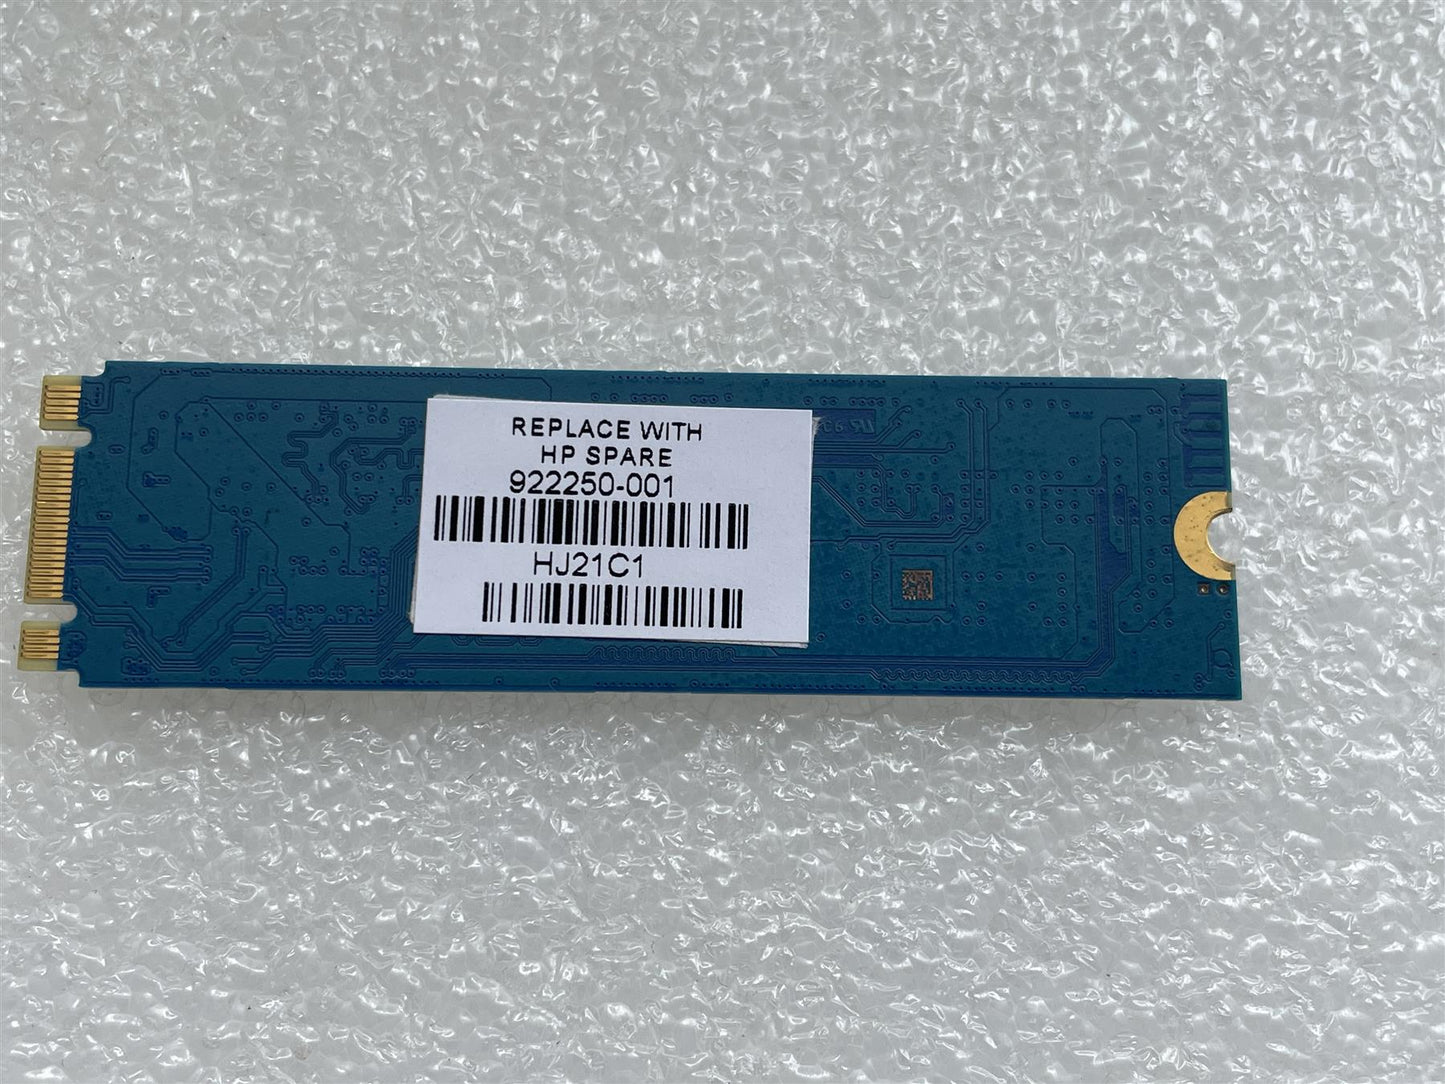 REPLACE WITH
HP SPARE
922250-001
HJ21C1